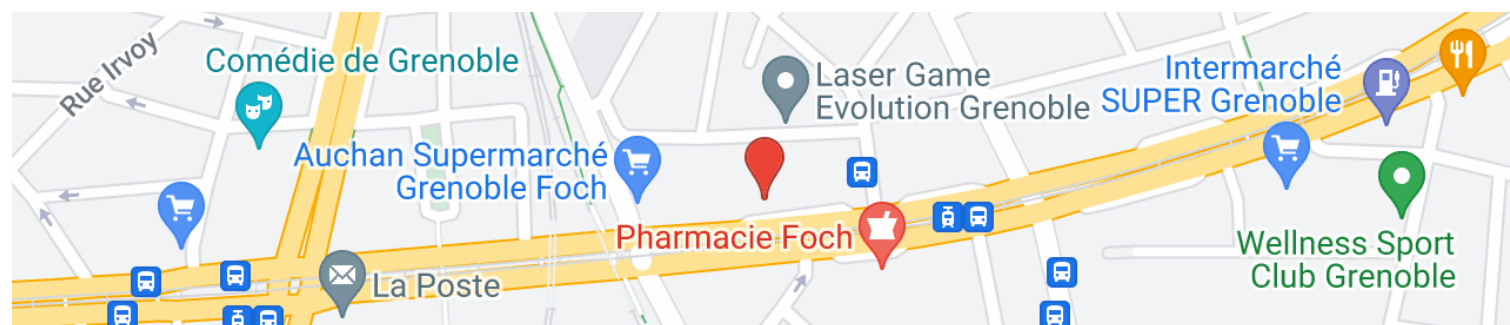 Rue Irvoy
Comédie de Grenoble
Laser Game
Evolution Grenoble
Intermarché
SUPER Grenoble
Auchan Supermarché
Grenoble Foch
Pharmacie Foch
Wellness Sport
Club Grenoble
La Poste